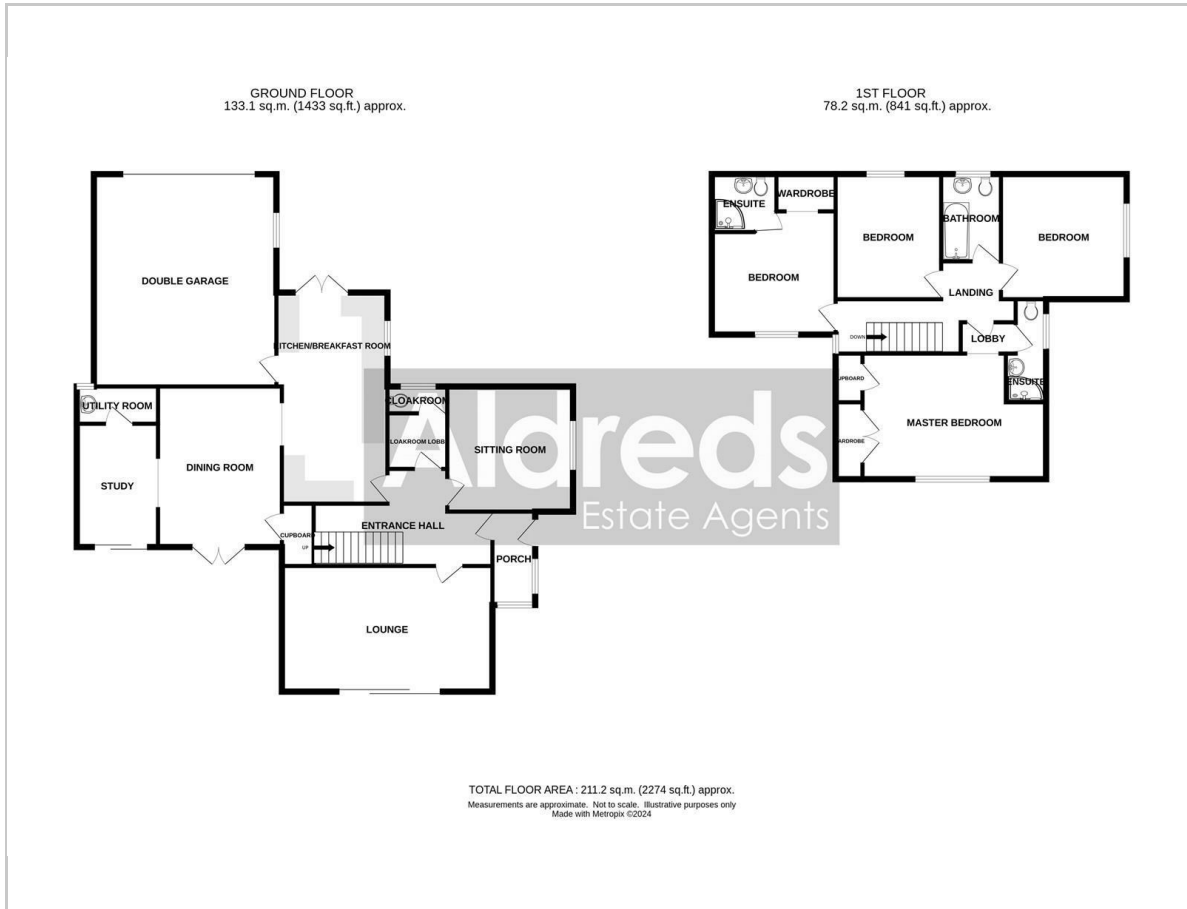 GROUND FLOOR
133.1 sq.m. (1433 sq.ft.) approx.
1ST FLOOR
78.2 sq.m. (841 sq.ft.) approx.
DOUBLE GARAGE
KITCHEN/BREAKFAST ROOM
UTILITY ROOM
CLOAKROOM
CLOAKROOM LOBBY
SITTING ROOM
DINING ROOM
STUDY
ENTRANCE HALL
CUPBOARD
UP
PORCH
LOUNGE
ENSUITE
WARDROBE
BEDROOM
BEDROOM
BATHROOM
BEDROOM
LANDING
DOWN
LOBBY
CUPBOARD
ENSUITE
MASTER BEDROOM
WARDROBE
Aldreds
Estate Agents
TOTAL FLOOR AREA : 211.2 sq.m. (2274 sq.ft.) approx.
Measurements are approximate. Not to scale. Illustrative purposes only
Made with Metropix ©2024